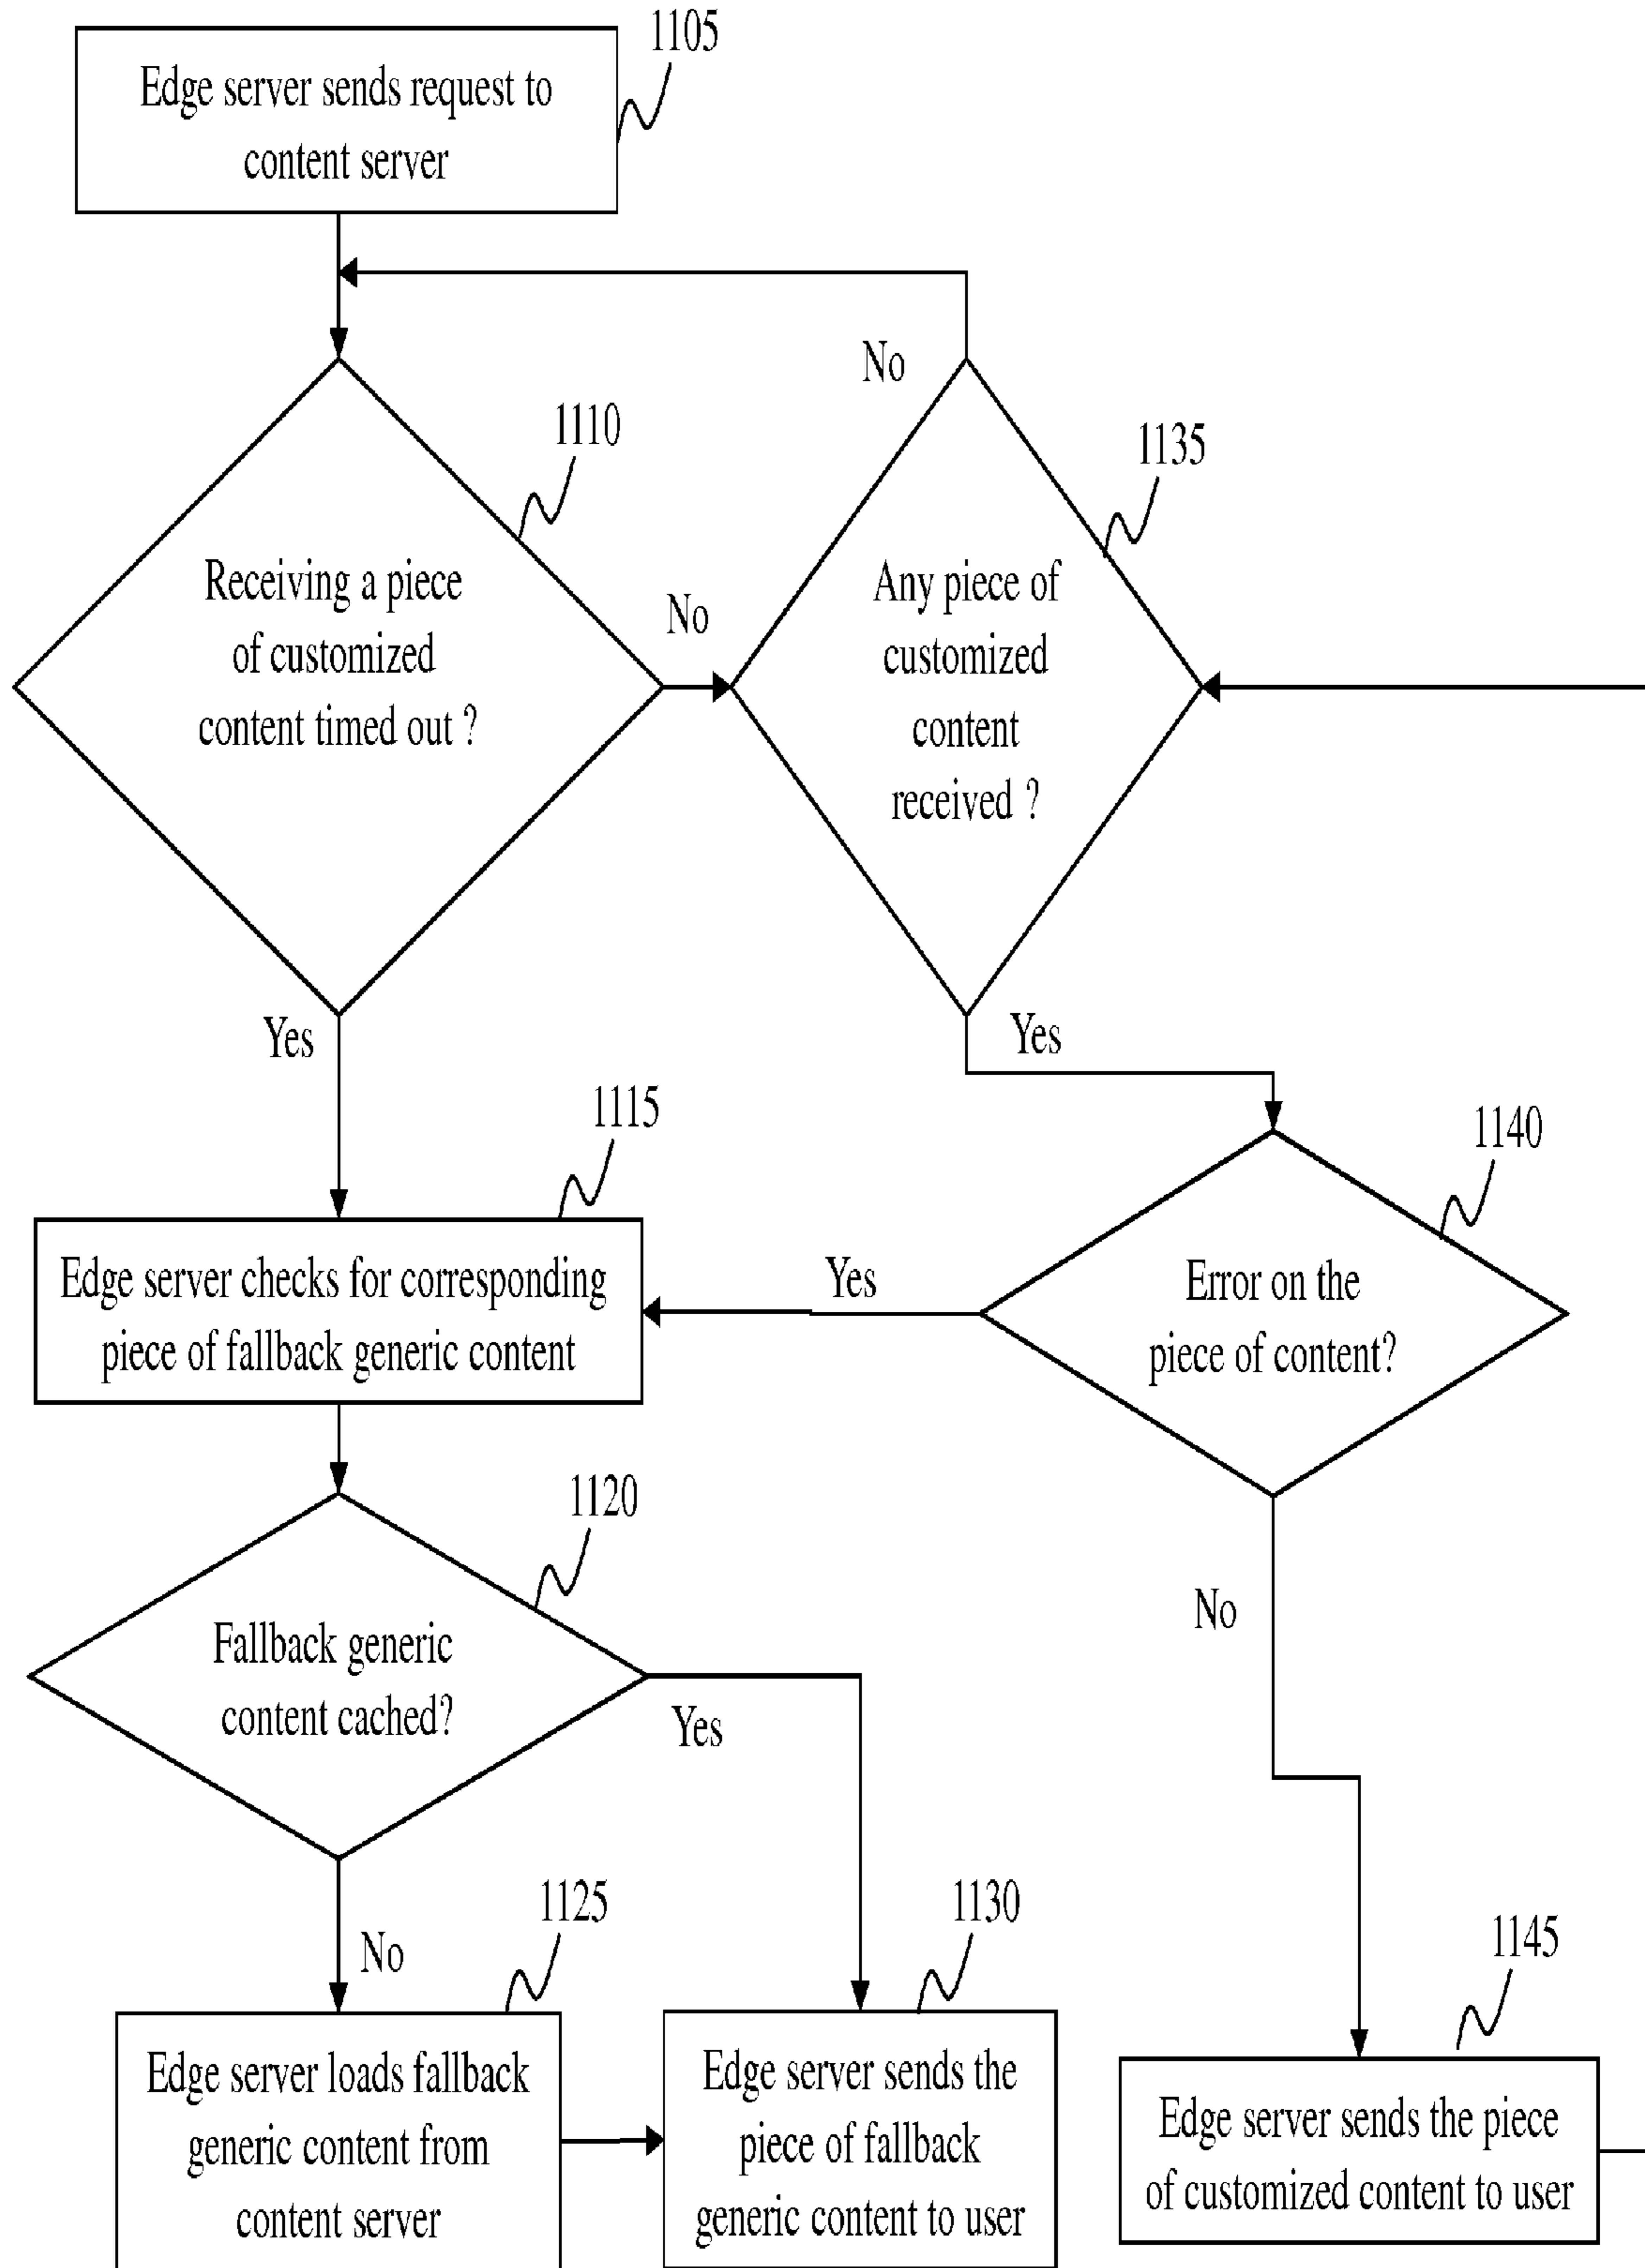 1105
Edge server sends request to
content server
No
1110
1135
Receiving a piece
of customized
content timed out ?
No
Any piece of
customized
content
received ?
Yes
Yes
1115
1140
Edge server checks for corresponding
piece of fallback generic content
Yes
Error on the
piece of content?
1120
Fallback generic
content cached?
Yes
No
No
1125
1130
1145
Edge server loads fallback
generic content from
content server
Edge server sends the
piece of fallback
generic content to user
Edge server sends the piece
of customized content to user